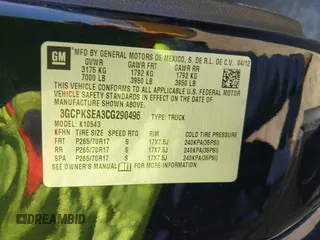 GM
MFD BY GENERAL MOTORS DE MEXICO, S. DE R.L. DE C.V. 04/12
GVWR GAWR FRT GAWR RR
3175 KG 1792 KG 1792 KG
7000 LB 3950 LB 3950 LB
THIS VEHICLE CONFORMS TO ALL APPLICABLE
U.S. FEDERAL MOTOR VEHICLE SAFETY STANDARDS
IN EFFECT ON THE DATE OF MANUFACTURE SHOWN ABOVE.
3GCPKSEA3CG290496 TYPE: TRUCK
MODEL: K10543
KFHN TIRE SIZE SPEED RTG RIM COLD TIRE PRESSURE
FRT P265/70R17 S 17X7.5J 240KPA(35PSI)
RR P265/70R17 S 17X7.5J 240KPA(35PSI)
SPA P265/70R17 S 17X7.5J 240KPA(35PSI)
SEE OWNER'S MANUAL FOR ADDITIONAL INFORMATION
DREAMBID